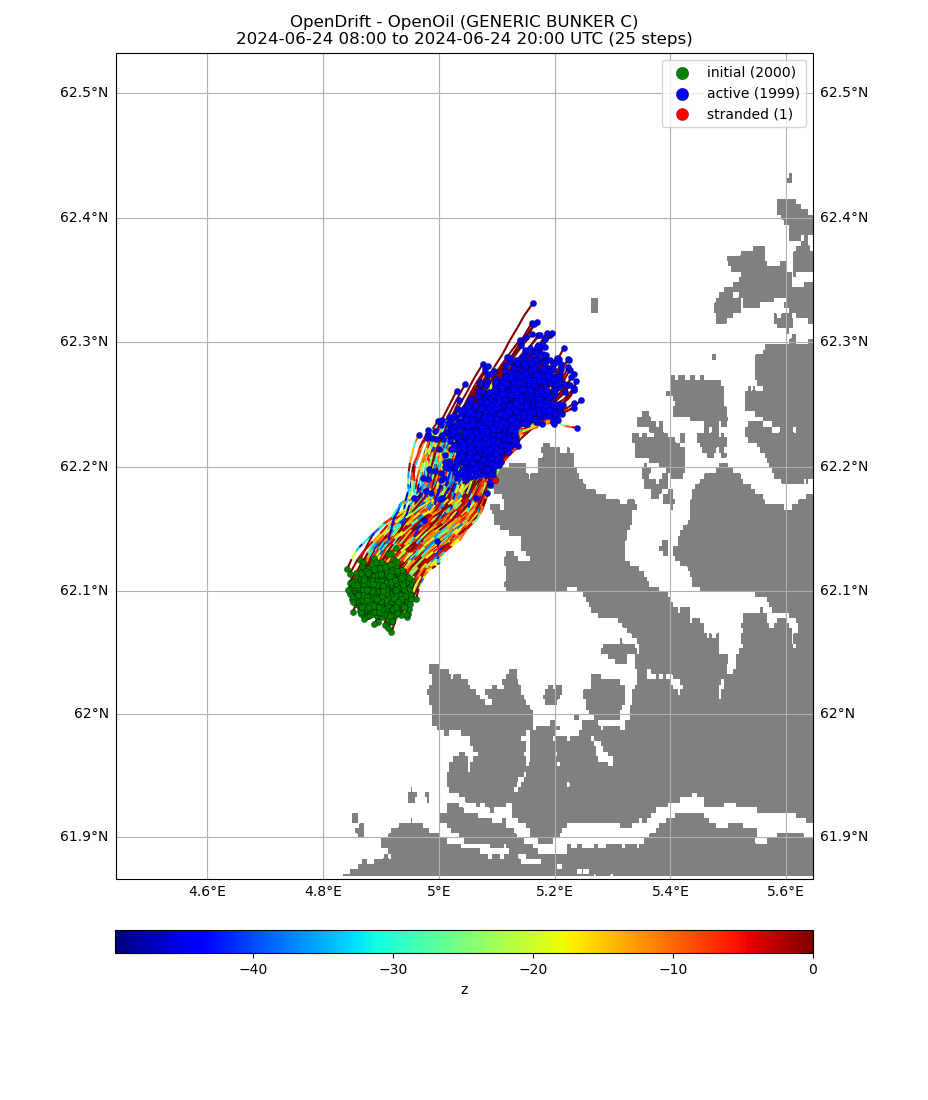 OpenDrift - OpenOil (GENERIC BUNKER C)
2024-06-24 08:00 to 2024-06-24 20:00 UTC (25 steps)
initial (2000)
active (1999)
stranded (1)
62.5°N 62.5°N
62.4°N 62.4°N
62.3°N 62.3°N
62.2°N 62.2°N
62.1°N 62.1°N
62°N 62°N
61.9°N 61.9°N
4.6°E 4.8°E 5°E 5.2°E 5.4°E 5.6°E
−40 −30 −20 −10 0
z